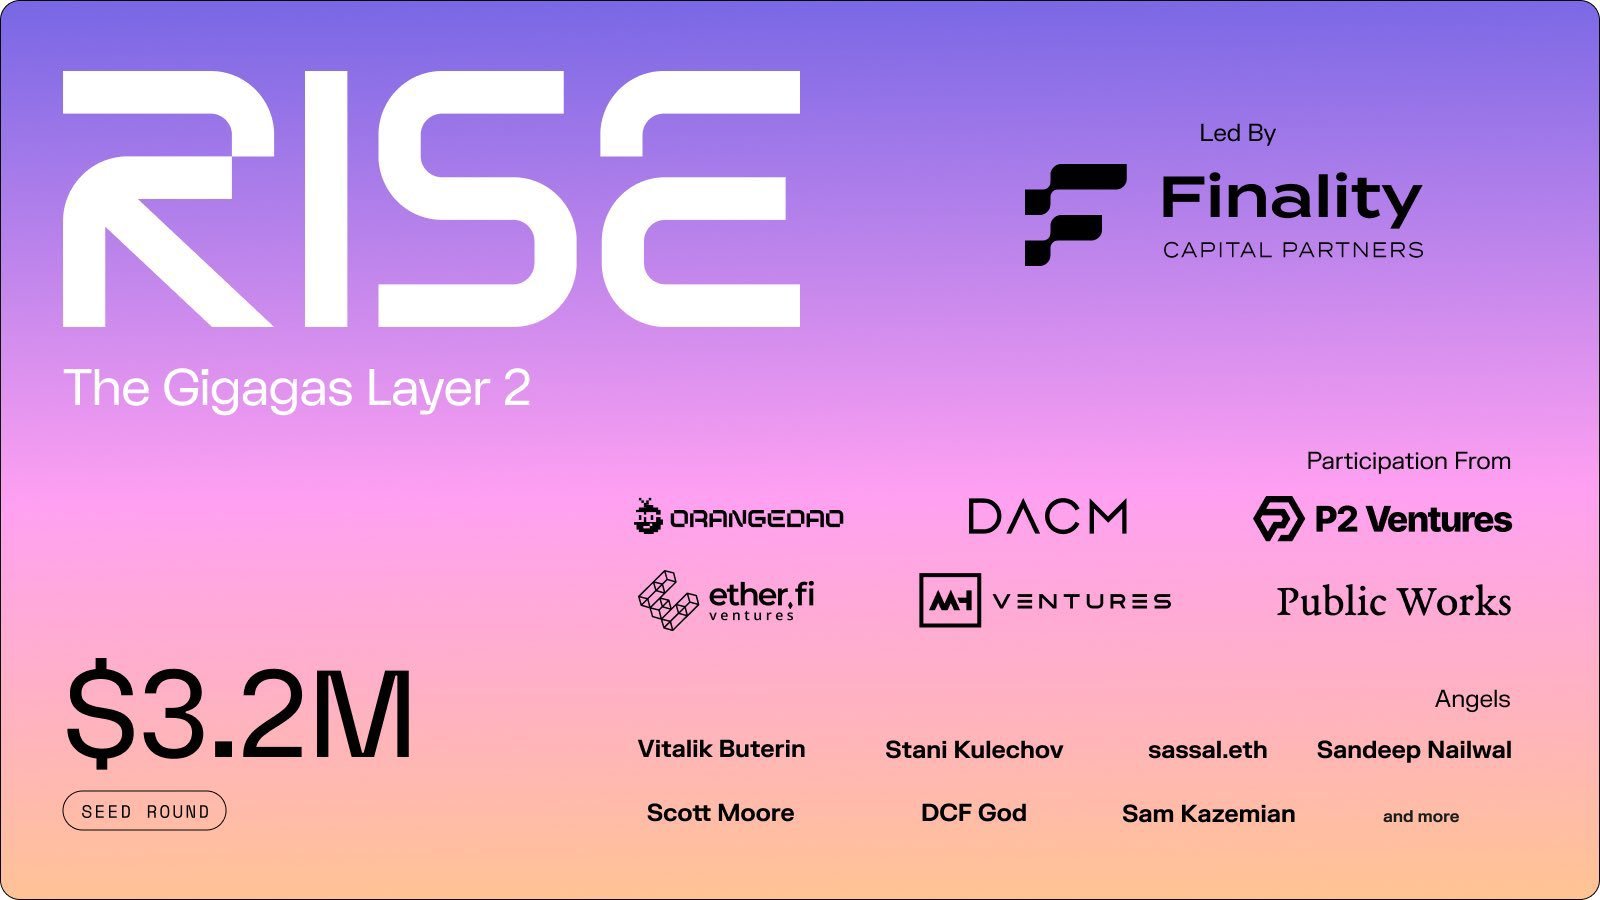 RISE
The Gigagas Layer 2
Led By
Finality
CAPITAL PARTNERS
Participation From
ORANGEDAO
DACM
P2 Ventures
ether.fi
ventures
MH VENTURES
Public Works
$3.2M
SEED ROUND
Angels
Vitalik Buterin Stani Kulechov sassal.eth Sandeep Nailwal
Scott Moore DCF God Sam Kazemian and more